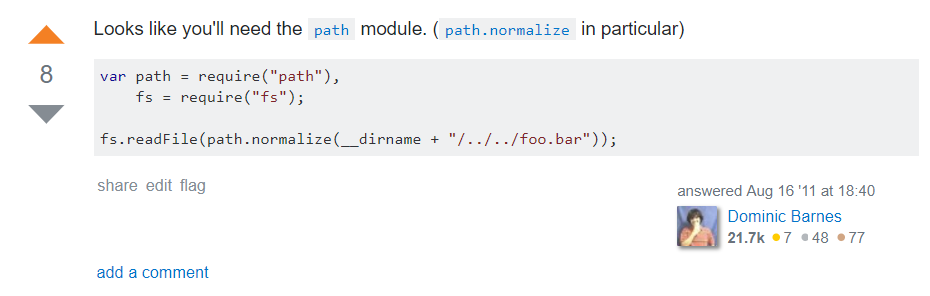 Looks like you'll need the path module. ( path.normalize in particular)
8
var path = require("path"),
    fs = require("fs");
fs.readFile(path.normalize(__dirname + "/../../foo.bar"));
share edit flag
answered Aug 16 '11 at 18:40
Dominic Barnes
21.7k ●7 ●48 ●77
add a comment